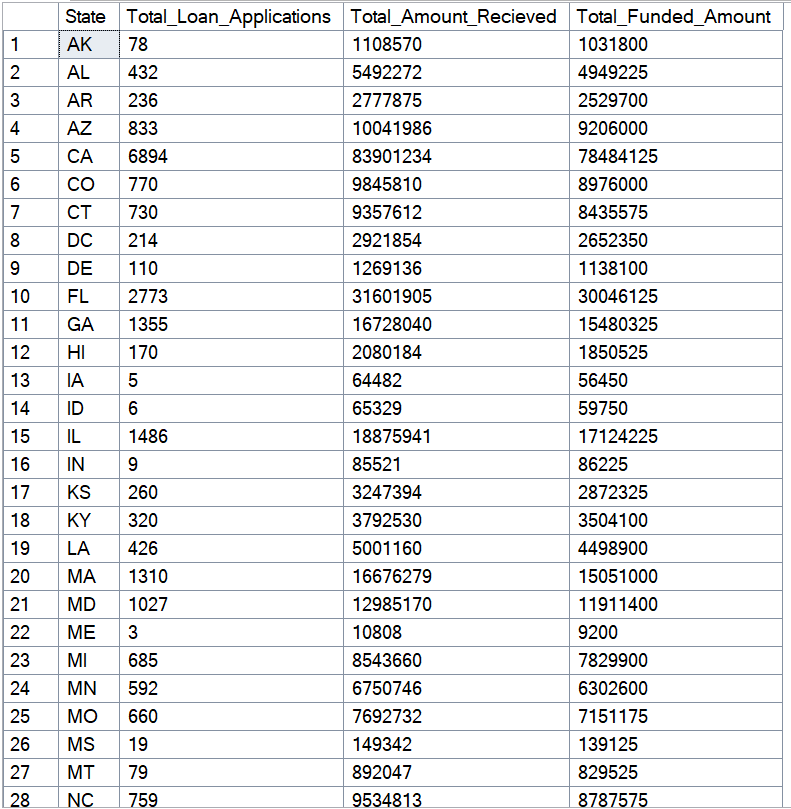 State Total_Loan_Applications Total_Amount_Recieved Total_Funded_Amount
1 AK 78 1108570 1031800
2 AL 432 5492272 4949225
3 AR 236 2777875 2529700
4 AZ 833 10041986 9206000
5 CA 6894 83901234 78484125
6 CO 770 9845810 8976000
7 CT 730 9357612 8435575
8 DC 214 2921854 2652350
9 DE 110 1269136 1138100
10 FL 2773 31601905 30046125
11 GA 1355 16728040 15480325
12 HI 170 2080184 1850525
13 IA 5 64482 56450
14 ID 6 65329 59750
15 IL 1486 18875941 17124225
16 IN 9 85521 86225
17 KS 260 3247394 2872325
18 KY 320 3792530 3504100
19 LA 426 5001160 4498900
20 MA 1310 16676279 15051000
21 MD 1027 12985170 11911400
22 ME 3 10808 9200
23 MI 685 8543660 7829900
24 MN 592 6750746 6302600
25 MO 660 7692732 7151175
26 MS 19 149342 139125
27 MT 79 892047 829525
28 NC 759 9534813 8787575